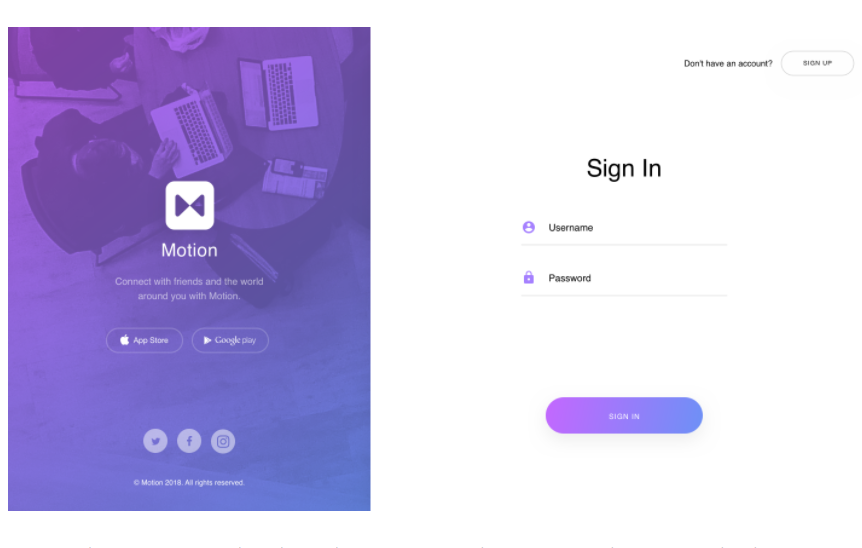 Don't have an account?
SIGN UP
Sign In
Username
Password
SIGN IN
Motion
Connect with friends and the world
around you with Motion.
App Store
Google play
© Motion 2018. All rights reserved.